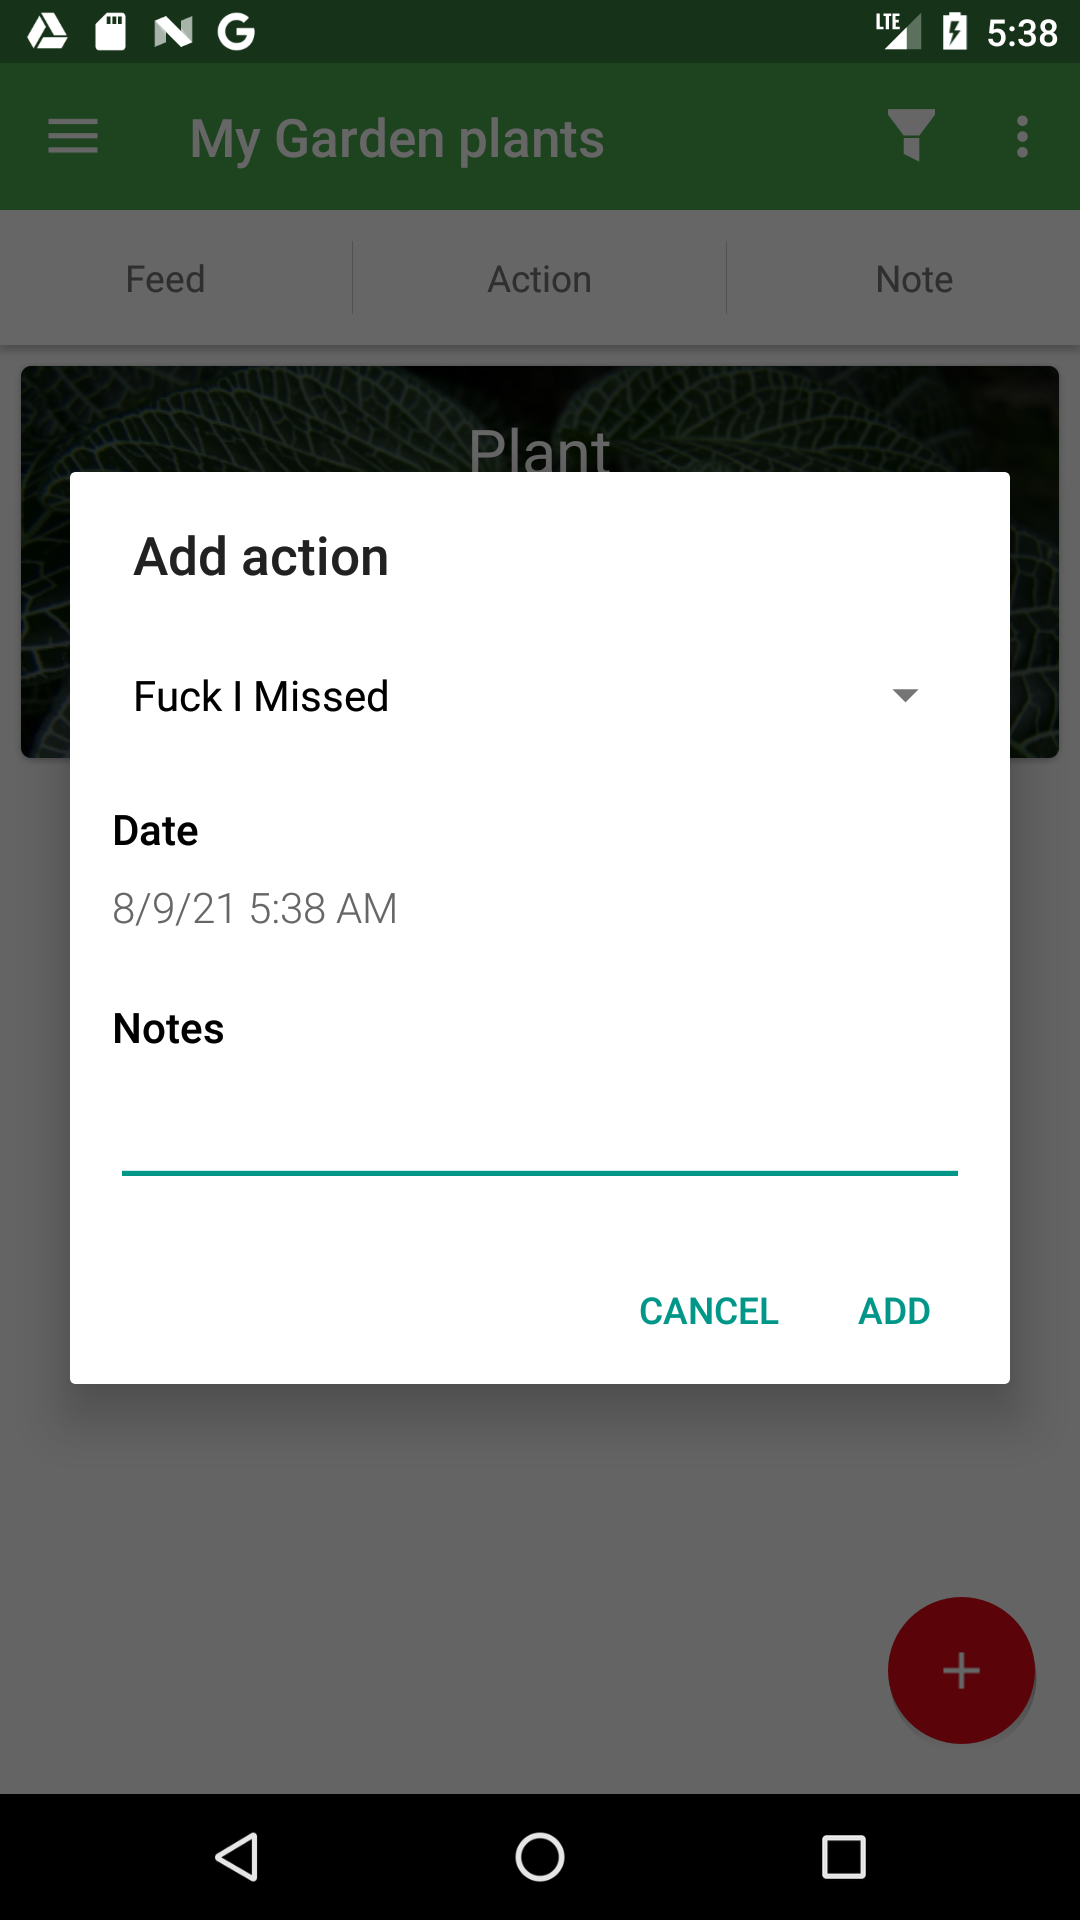 LTE 5:38
My Garden plants
Feed Action Note
Plant
Add action
Fuck I Missed
Date
8/9/21 5:38 AM
Notes
CANCEL ADD